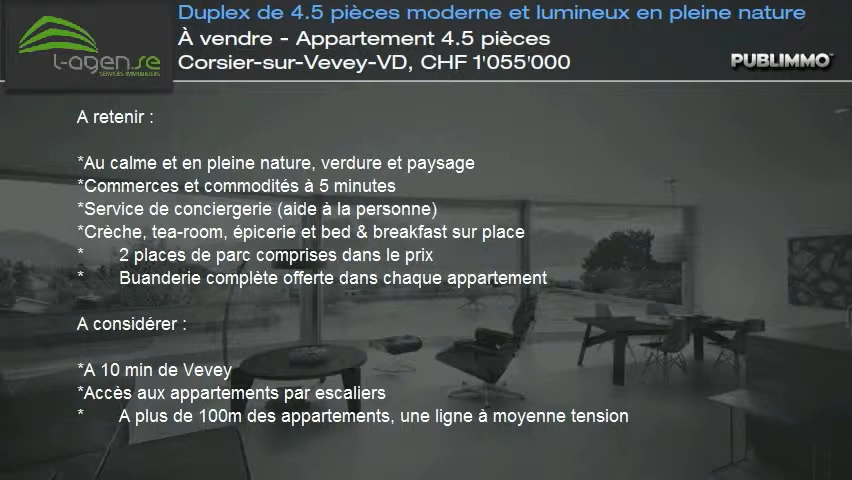 Duplex de 4.5 pièces moderne et lumineux en pleine nature
À vendre - Appartement 4.5 pièces
Corsier-sur-Vevey-VD, CHF 1'055'000
l-agen.se
SERVICES IMMOBILIERS
PUBLIMMO
A retenir :
*Au calme et en pleine nature, verdure et paysage
*Commerces et commodités à 5 minutes
*Service de conciergerie (aide à la personne)
*Crèche, tea-room, épicerie et bed & breakfast sur place
* 2 places de parc comprises dans le prix
* Buanderie complète offerte dans chaque appartement
A considérer :
*A 10 min de Vevey
*Accès aux appartements par escaliers
* A plus de 100m des appartements, une ligne à moyenne tension